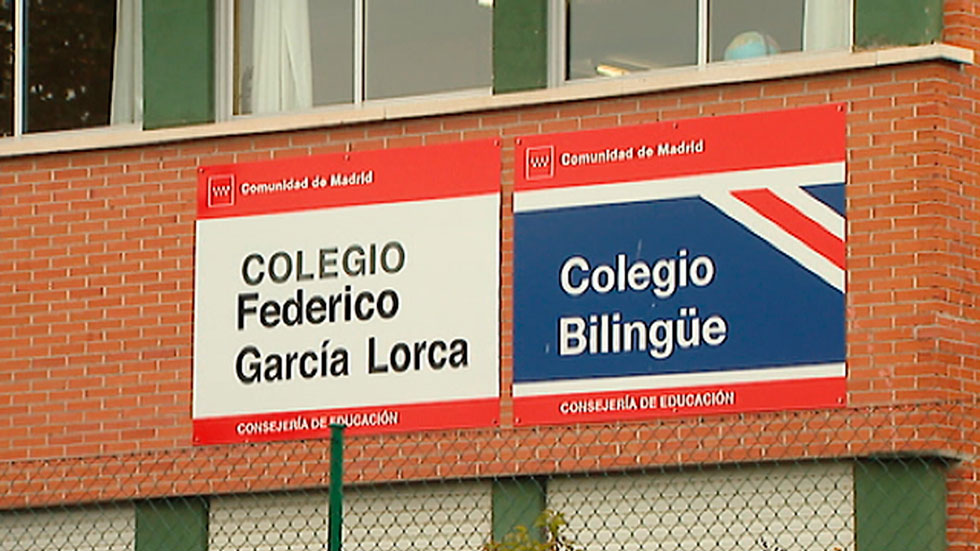 Comunidad de Madrid
COLEGIO
Federico
García Lorca
CONSEJERÍA DE EDUCACIÓN
Comunidad de Madrid
Colegio
Bilingüe
CONSEJERÍA DE EDUCACIÓN